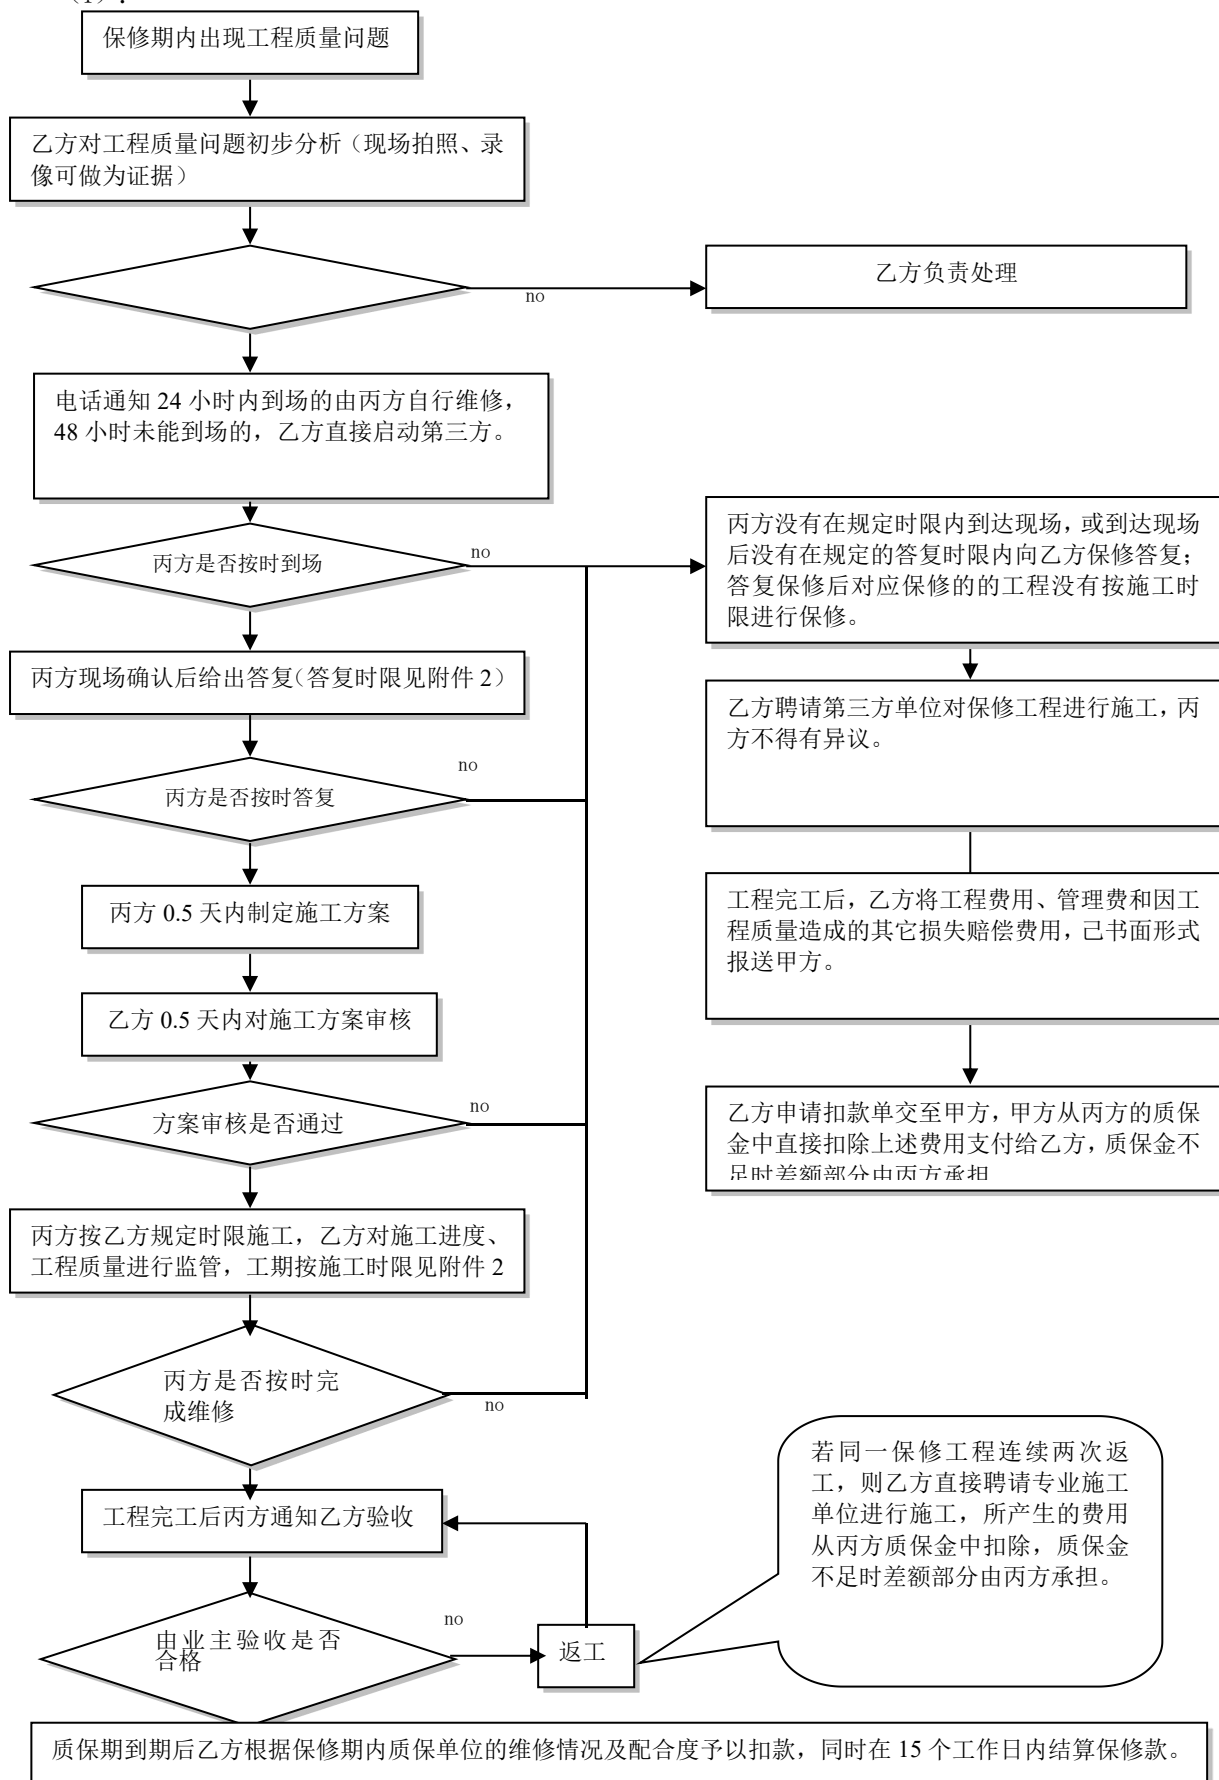 （1）:
保修期内出现工程质量问题
乙方对工程质量问题初步分析（现场拍照、录
像可做为证据）
no
乙方负责处理
电话通知 24 小时内到场的由丙方自行维修，
48 小时未能到场的，乙方直接启动第三方。
丙方是否按时到场
no
丙方没有在规定时限内到达现场，或到达现场
后没有在规定的答复时限内向乙方保修答复；
答复保修后对应保修的的工程没有按施工时
限进行保修。
丙方现场确认后给出答复（答复时限见附件 2）
乙方聘请第三方单位对保修工程进行施工，丙
方不得有异议。
丙方是否按时答复
no
丙方 0.5 天内制定施工方案
工程完工后，乙方将工程费用、管理费和因工
程质量造成的其它损失赔偿费用，己书面形式
报送甲方。
乙方 0.5 天内对施工方案审核
方案审核是否通过
no
乙方申请扣款单交至甲方，甲方从丙方的质保
金中直接扣除上述费用支付给乙方，质保金不
足时差额部分由丙方承担
丙方按乙方规定时限施工，乙方对施工进度、
工程质量进行监管，工期按施工时限见附件 2
丙方是否按时完
成维修
no
若同一保修工程连续两次返
工，则乙方直接聘请专业施工
单位进行施工，所产生的费用
从丙方质保金中扣除，质保金
不足时差额部分由丙方承担。
工程完工后丙方通知乙方验收
由业主验收是否
合格
no
返工
质保期到期后乙方根据保修期内质保单位的维修情况及配合度予以扣款，同时在 15 个工作日内结算保修款。